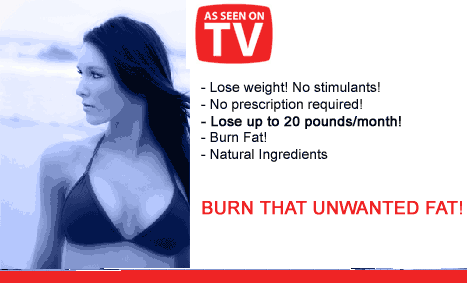 AS SEEN ON
TV
- Lose weight! No stimulants!
- No prescription required!
- Lose up to 20 pounds/month!
- Burn Fat!
- Natural Ingredients
BURN THAT UNWANTED FAT!